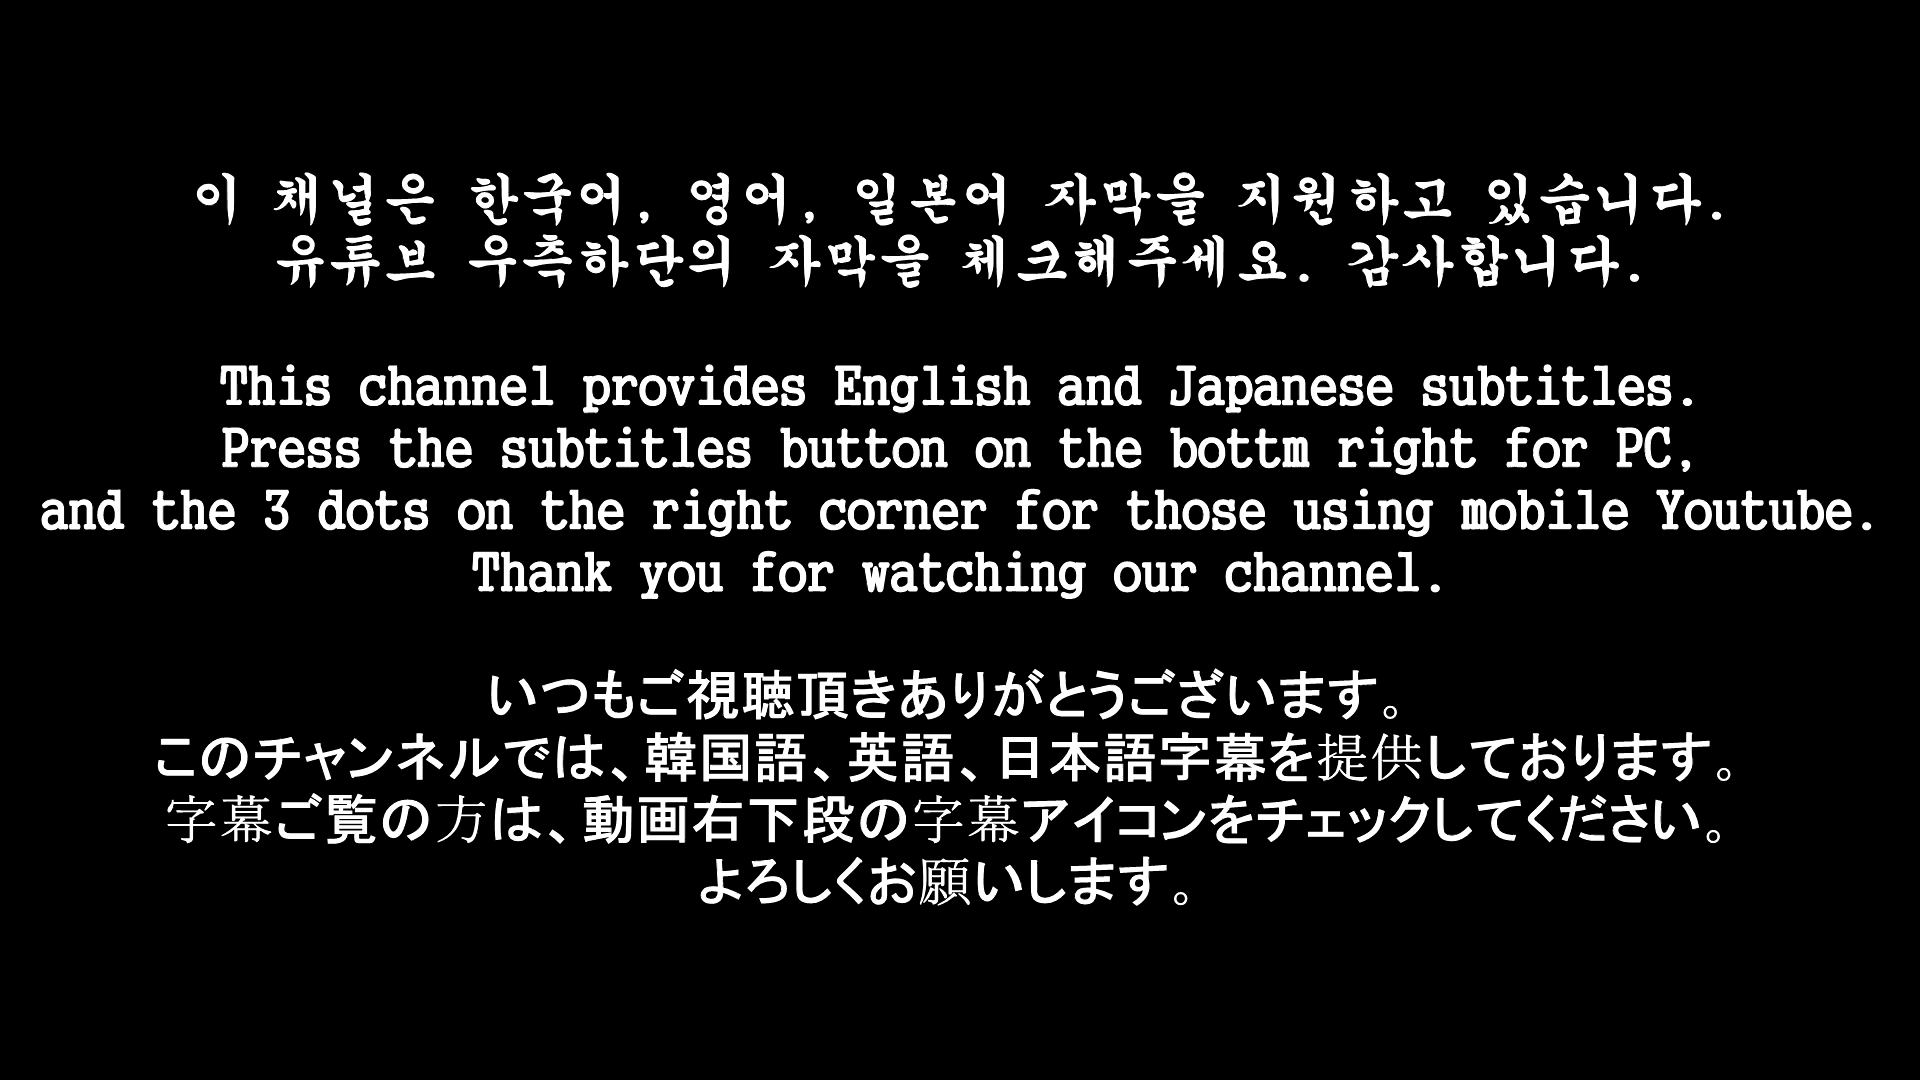 이 채널은 한국어, 영어, 일본어 자막을 지원하고 있습니다.
유튜브 우측하단의 자막을 체크해주세요. 감사합니다.
This channel provides English and Japanese subtitles.
Press the subtitles button on the bottm right for PC,
and the 3 dots on the right corner for those using mobile Youtube.
Thank you for watching our channel.
いつもご視聴頂きありがとうございます。
このチャンネルでは、韓国語、英語、日本語字幕を提供しております。
字幕ご覧の方は、動画右下段の字幕アイコンをチェックしてください。
よろしくお願いします。